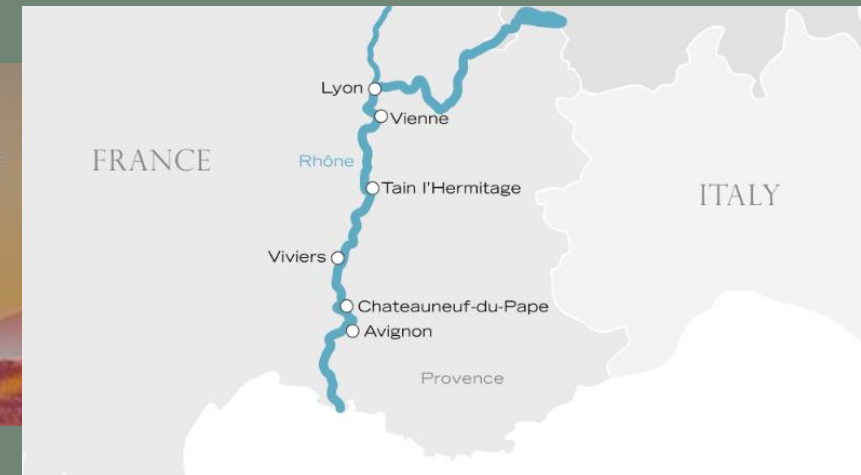 Lyon
Vienne
FRANCE
Rhône
Tain l'Hermitage
ITALY
Viviers
Chateauneuf-du-Pape
Avignon
Provence